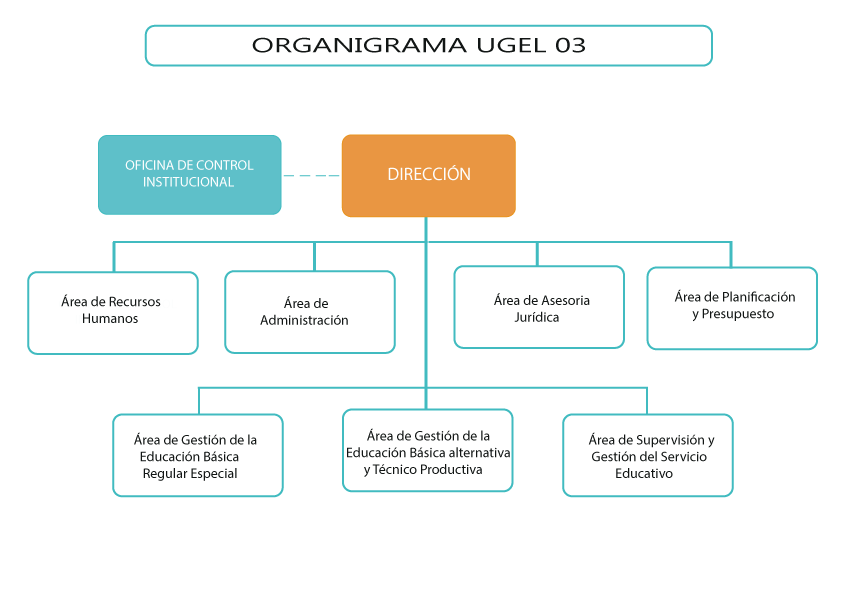 ORGANIGRAMA UGEL 03
OFICINA DE CONTROL
INSTITUCIONAL
DIRECCIÓN
Área de Recursos
Humanos
Área de
Administración
Área de Asesoria
Jurídica
Área de Planificación
y Presupuesto
Área de Gestión de la
Educación Básica
Regular Especial
Área de Gestión de la
Educación Básica alternativa
y Técnico Productiva
Área de Supervisión y
Gestión del Servicio
Educativo